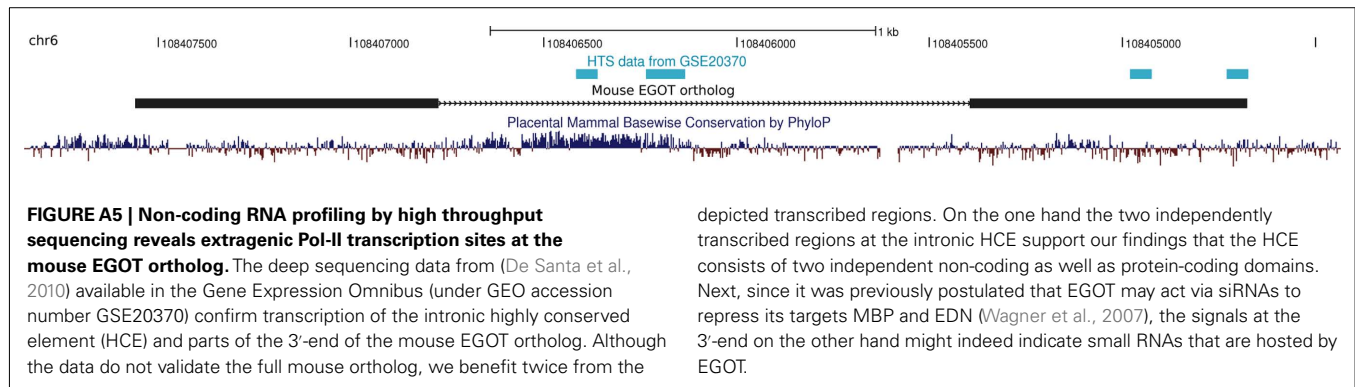 chr6
1 kb
108407500 108407000 108406500 108406000 108405500 108405000
HTS data from GSE20370
Mouse EGOT ortholog
Placental Mammal Basewise Conservation by PhyloP
FIGURE A5 | Non-coding RNA profiling by high throughput
sequencing reveals extragenic Pol-II transcription sites at the
mouse EGOT ortholog. The deep sequencing data from (De Santa et al.,
2010) available in the Gene Expression Omnibus (under GEO accession
number GSE20370) confirm transcription of the intronic highly conserved
element (HCE) and parts of the 3′-end of the mouse EGOT ortholog. Although
the data do not validate the full mouse ortholog, we benefit twice from the
depicted transcribed regions. On the one hand the two independently
transcribed regions at the intronic HCE support our findings that the HCE
consists of two independent non-coding as well as protein-coding domains.
Next, since it was previously postulated that EGOT may act via siRNAs to
repress its targets MBP and EDN (Wagner et al., 2007), the signals at the
3′-end on the other hand might indeed indicate small RNAs that are hosted by
EGOT.